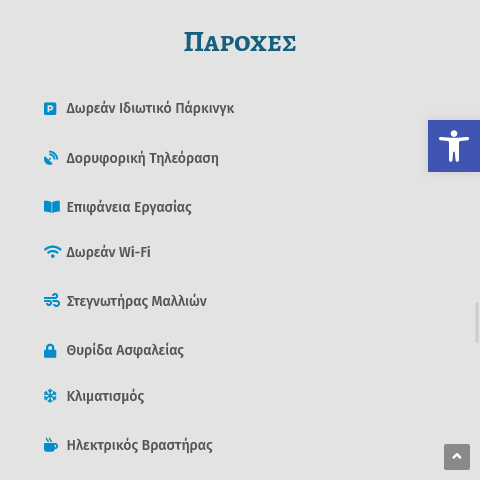 Παροχες
Δωρεάν Ιδιωτικό Πάρκινγκ
Δορυφορική Τηλεόραση
Επιφάνεια Εργασίας
Δωρεάν Wi-Fi
Στεγνωτήρας Μαλλιών
Θυρίδα Ασφαλείας
Κλιματισμός
Ηλεκτρικός Βραστήρας